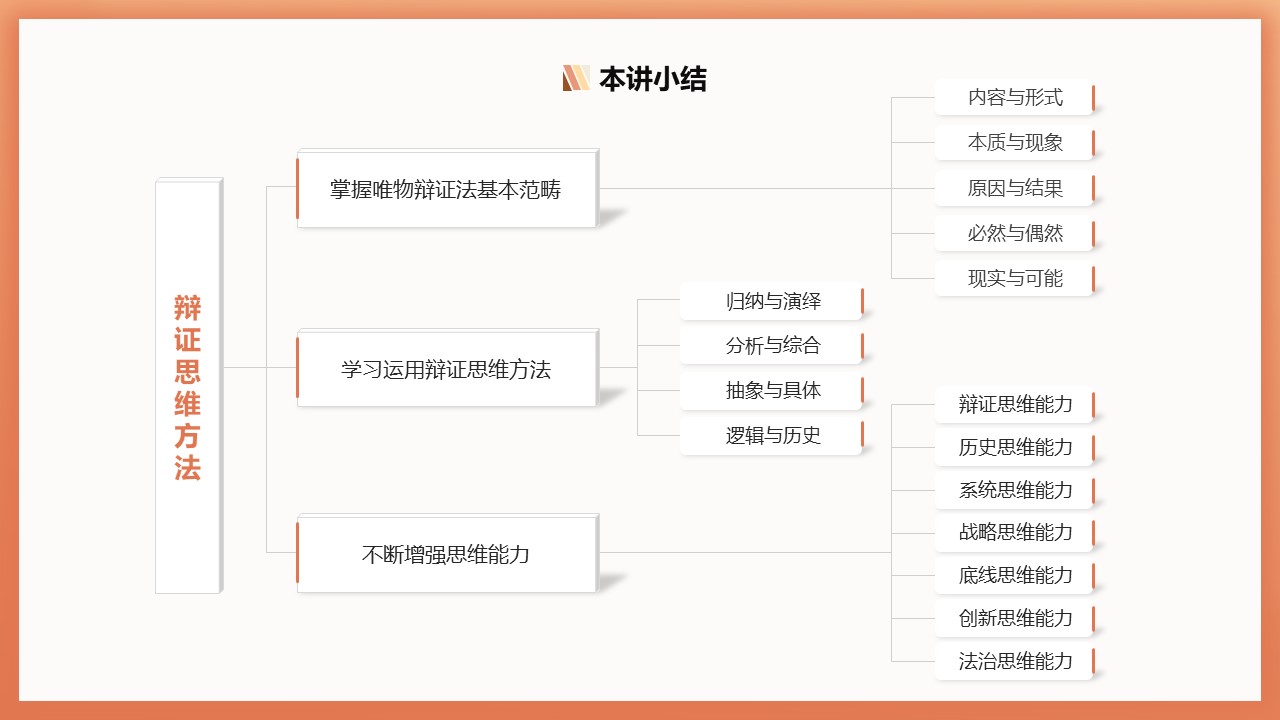 本讲小结
辩证思维方法
掌握唯物辩证法基本范畴
内容与形式
本质与现象
原因与结果
必然与偶然
现实与可能
学习运用辩证思维方法
归纳与演绎
分析与综合
抽象与具体
逻辑与历史
不断增强思维能力
辩证思维能力
历史思维能力
系统思维能力
战略思维能力
底线思维能力
创新思维能力
法治思维能力